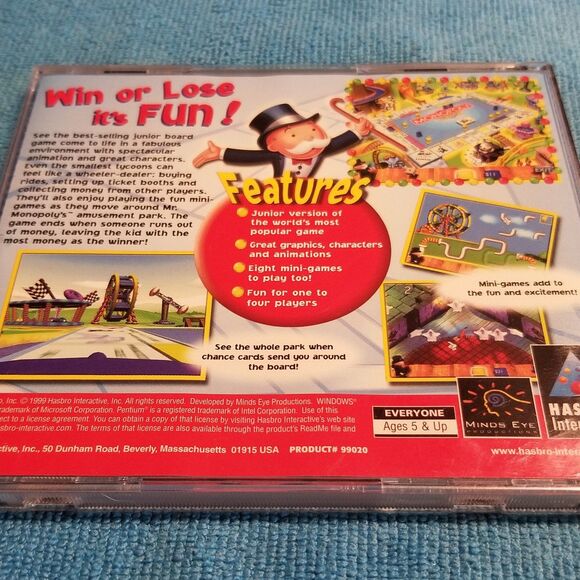 Win or Lose
it's FUN!
See the best-selling junior board
game come to life in a fabulous
environment with spectacular
animation and great characters.
Even the smallest tycoons can
feel like a wheeler-dealer: buying
rides, setting up ticket booths and
collecting money from other players.
They'll also enjoy playing the fun mini-
games as they move around Mr.
Monopoly's™ amusement park. The
game ends when someone runs out
of money, leaving the kid with the
most money as the winner!
Features
Junior version of
the world's most
popular game
Great graphics, characters
and animations
Eight mini-games
to play too!
Fun for one to
four players
Mini-games add to
the fun and excitement!
See the whole park when
chance cards send you around
the board!
o, Inc. © 1999 Hasbro Interactive, Inc. All rights reserved. Developed by Minds Eye Productions. WINDOWS®
trademark of Microsoft Corporation. Pentium® is a registered trademark of Intel Corporation. Use of this
ect to a license agreement. You can obtain a copy of that license by visiting Hasbro Interactive's web site
bro-interactive.com. The terms of that license are also available through the product's ReadMe file and
active, Inc., 50 Dunham Road, Beverly, Massachusetts 01915 USA PRODUCT# 99020
EVERYONE
Ages 5 & Up
MINDS EYE
PRODUCTIONS
HAS
Inter
www.hasbro-intera